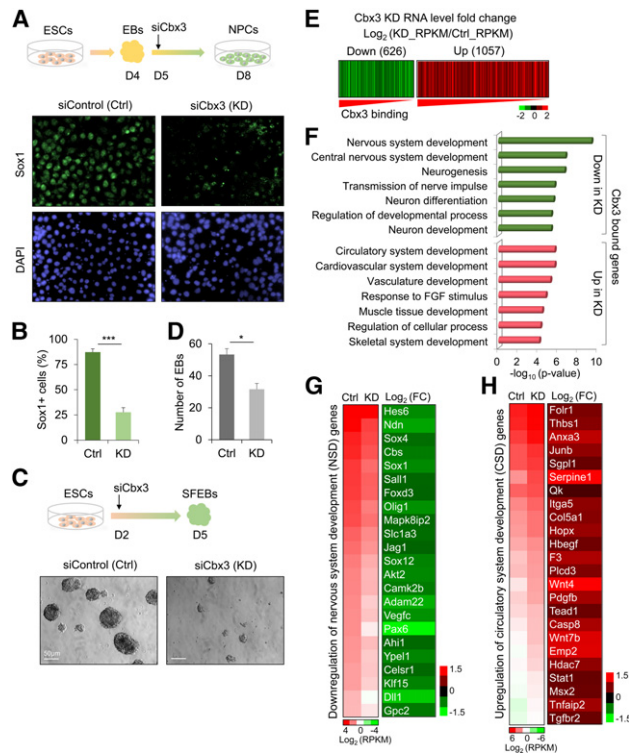 A
siCbx3
ESCs
EBs
NPCs
D4
D5
D8
siControl (Ctrl)
siCbx3 (KD)
Sox1
DAPI
B
Sox1+ cells (%)
100
75
50
25
0
***
Ctrl
KD
D
Number of EBs
60
40
20
0
*
Ctrl
KD
C
siCbx3
ESCs
SFEBs
D2
D5
siControl (Ctrl)
siCbx3 (KD)
50µm
E
Cbx3 KD RNA level fold change
Log2 (KD_RPKM/Ctrl_RPKM)
Down (626)
Up (1057)
Cbx3 binding
-2 0 2
F
Nervous system development
Central nervous system development
Neurogenesis
Transmission of nerve impulse
Neuron differentiation
Regulation of developmental process
Neuron development
Circulatory system development
Cardiovascular system development
Vasculature development
Response to FGF stimulus
Muscle tissue development
Regulation of cellular process
Skeletal system development
Down in KD
Up in KD
Cbx3 bound genes
0 2 4 6 8 10
-log10 (p-value)
G
Downregulation of nervous system development (NSD) genes
Ctrl KD Log2 (FC)
Hes6
Ndn
Sox4
Cbs
Sox1
Sall1
Foxd3
Olig1
Mapk8ip2
Slc1a3
Jag1
Sox12
Akt2
Camk2b
Adam22
Vegfc
Pax6
Ahi1
Ypel1
Celsr1
Klf15
Dll1
Gpc2
1.5
0
-1.5
4 0 -4
Log2 (RPKM)
H
Upregulation of circulatory system development (CSD) genes
Ctrl KD Log2 (FC)
Folr1
Thbs1
Anxa3
Junb
Sgpl1
Serpine1
Qk
Itga5
Col5a1
Hopx
Hbegf
F3
Plcd3
Wnt4
Pdgfb
Tead1
Casp8
Wnt7b
Emp2
Hdac7
Stat1
Msx2
Tnfaip2
Tgfbr2
1.5
0
-1.5
6 0 -6
Log2 (RPKM)